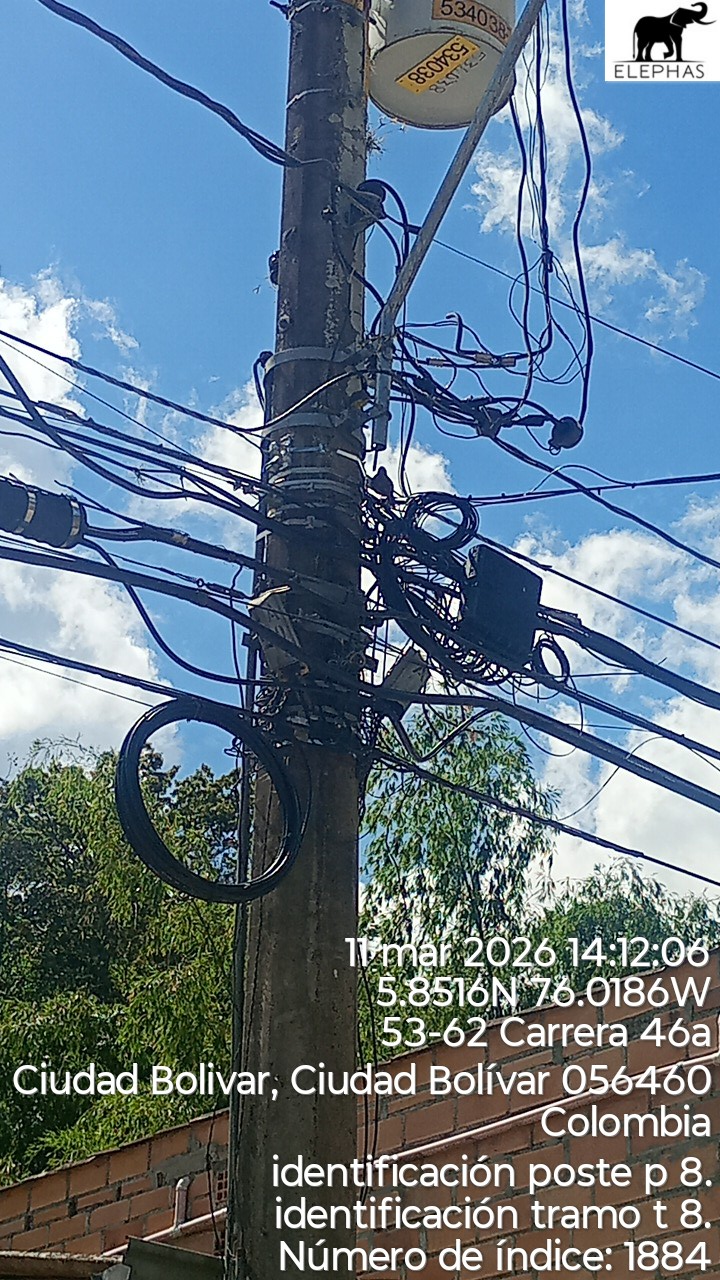 534038
534038
ELEPHAS
11 mar 2026 14:12:06
5.8516N 76.0186W
53-62 Carrera 46a
Ciudad Bolivar, Ciudad Bolívar 056460
Colombia
identificación poste p 8.
identificación tramo t 8.
Número de índice: 1884